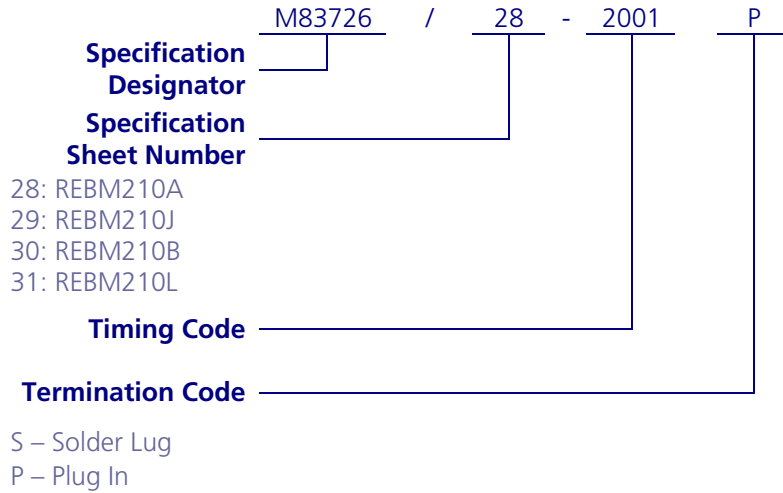 M83726 / 28 - 2001 P
Specification
Designator
Specification
Sheet Number
28: REBM210A
29: REBM210J
30: REBM210B
31: REBM210L
Timing Code
Termination Code
S – Solder Lug
P – Plug In